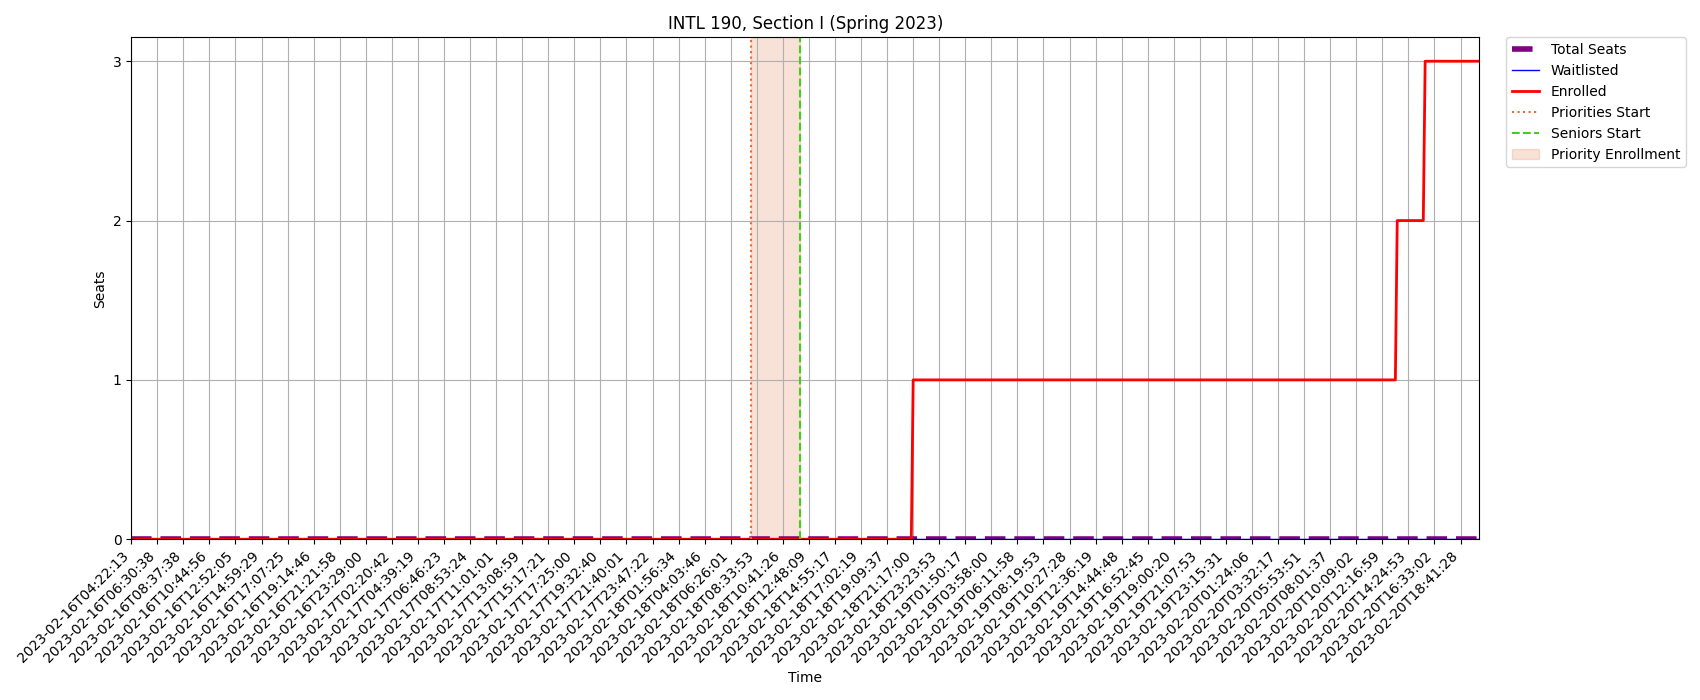 INTL 190, Section I (Spring 2023)
Total Seats
Waitlisted
Enrolled
Priorities Start
Seniors Start
Priority Enrollment
Seats
3
2
1
0
2023-02-16T04:22:13
2023-02-16T06:30:38
2023-02-16T08:37:38
2023-02-16T10:44:56
2023-02-16T12:52:05
2023-02-16T14:59:29
2023-02-16T17:07:25
2023-02-16T19:14:46
2023-02-16T21:21:58
2023-02-16T23:29:00
2023-02-17T02:20:42
2023-02-17T04:39:19
2023-02-17T06:46:23
2023-02-17T08:53:24
2023-02-17T11:01:01
2023-02-17T13:08:59
2023-02-17T15:17:21
2023-02-17T17:25:00
2023-02-17T19:32:40
2023-02-17T21:40:01
2023-02-17T23:47:22
2023-02-18T01:56:34
2023-02-18T04:03:46
2023-02-18T06:26:01
2023-02-18T08:33:53
2023-02-18T10:41:26
2023-02-18T12:48:09
2023-02-18T14:55:17
2023-02-18T17:02:19
2023-02-18T19:09:37
2023-02-18T21:17:00
2023-02-18T23:23:53
2023-02-19T01:50:17
2023-02-19T03:58:00
2023-02-19T06:11:58
2023-02-19T08:19:53
2023-02-19T10:27:28
2023-02-19T12:36:19
2023-02-19T14:44:48
2023-02-19T16:52:45
2023-02-19T19:00:20
2023-02-19T21:07:53
2023-02-19T23:15:31
2023-02-20T01:24:06
2023-02-20T03:32:17
2023-02-20T05:53:51
2023-02-20T08:01:37
2023-02-20T10:09:02
2023-02-20T12:16:59
2023-02-20T14:24:53
2023-02-20T16:33:02
2023-02-20T18:41:28
Time